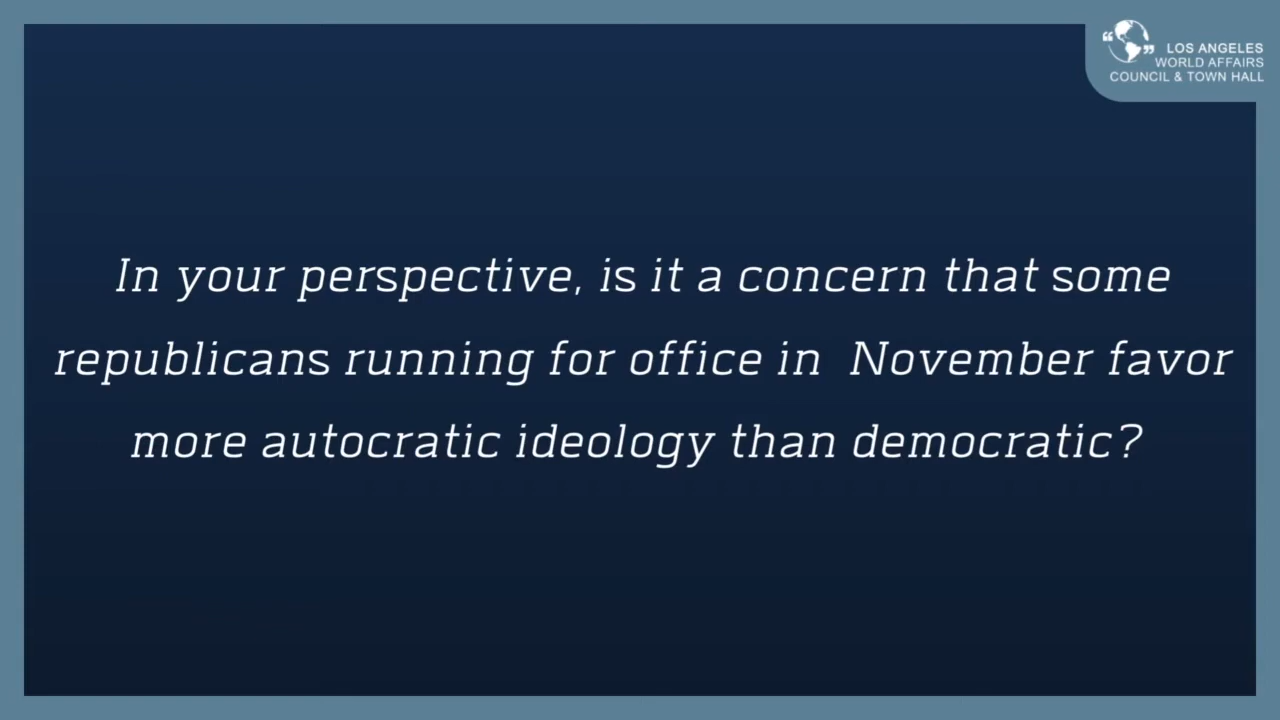 LOS ANGELES
WORLD AFFAIRS
COUNCIL & TOWN HALL
In your perspective, is it a concern that some
republicans running for office in November favor
more autocratic ideology than democratic?